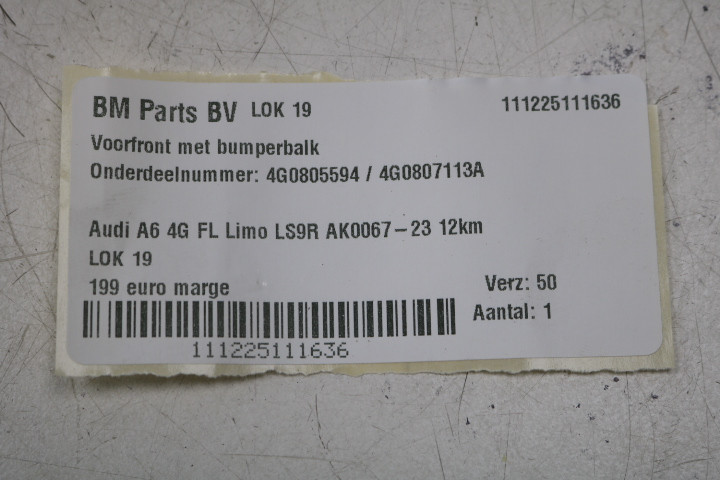 BM Parts BV LOK 19 111225111636
Voorfront met bumperbalk
Onderdeelnummer: 4G0805594 / 4G0807113A
Audi A6 4G FL Limo LS9R AK0067-23 12km
LOK 19
199 euro marge Verz: 50
Aantal: 1
111225111636